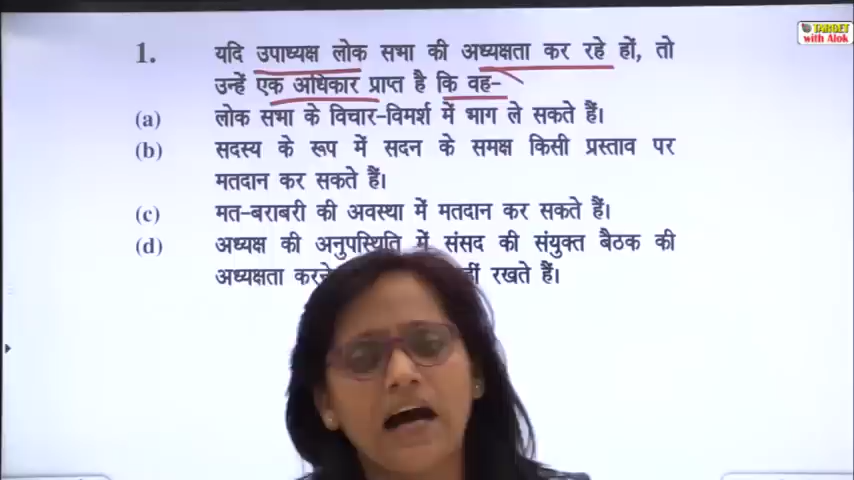 TARGET
with Alok
1. यदि उपाध्यक्ष लोक सभा की अध्यक्षता कर रहे हों, तो
उन्हें एक अधिकार प्राप्त है कि वह-
(a) लोक सभा के विचार-विमर्श में भाग ले सकते हैं।
(b) सदस्य के रूप में सदन के समक्ष किसी प्रस्ताव पर
मतदान कर सकते हैं।
(c) मत-बराबरी की अवस्था में मतदान कर सकते हैं।
(d) अध्यक्ष की अनुपस्थिति में संसद की संयुक्त बैठक की
अध्यक्षता रखते हैं।